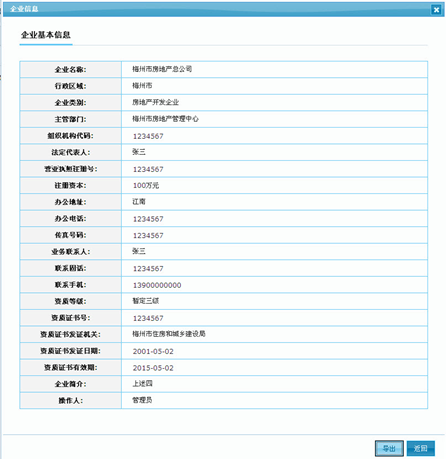 企业信息
企业基本信息
企业名称： 梅州市房地产总公司
行政区域： 梅州市
企业类别： 房地产开发企业
主管部门： 梅州市房地产管理中心
组织机构代码： 1234567
法定代表人： 张三
营业执照注册号： 1234567
注册资本： 100万元
办公地址： 江南
办公电话： 1234567
传真号码： 1234567
业务联系人： 张三
联系固话： 1234567
联系手机： 13900000000
资质等级： 暂定三级
资质证书号： 1234567
资质证书发证机关： 梅州市住房和城乡建设局
资质证书发证日期： 2001-05-02
资质证书有效期： 2015-05-02
企业简介： 上述四
操作人： 管理员
导出 返回